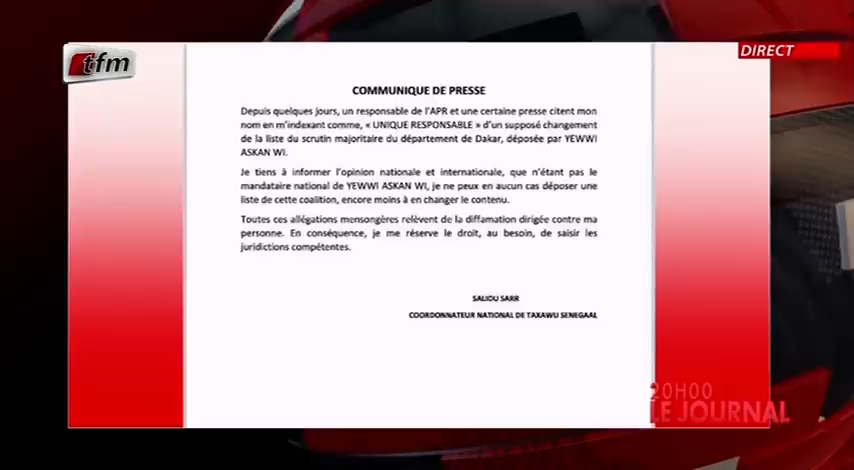 tfm
DIRECT
COMMUNIQUE DE PRESSE
Depuis quelques jours, un responsable de l'APR et une certaine presse citent mon
nom en m'indexant comme, « UNIQUE RESPONSABLE » d'un supposé changement
de la liste du scrutin majoritaire du département de Dakar, déposée par YEWWI
ASKAN WI.
Je tiens à informer l'opinion nationale et internationale, que n'étant pas le
mandataire national de YEWWI ASKAN WI, je ne peux en aucun cas déposer une
liste de cette coalition, encore moins à en changer le contenu.
Toutes ces allégations mensongères relèvent de la diffamation dirigée contre ma
personne. En conséquence, je me réserve le droit, au besoin, de saisir les
juridictions compétentes.
SALIOU SARR
COORDONNATEUR NATIONAL DE TAXAWU SENEGAAL
20H00
LE JOURNAL